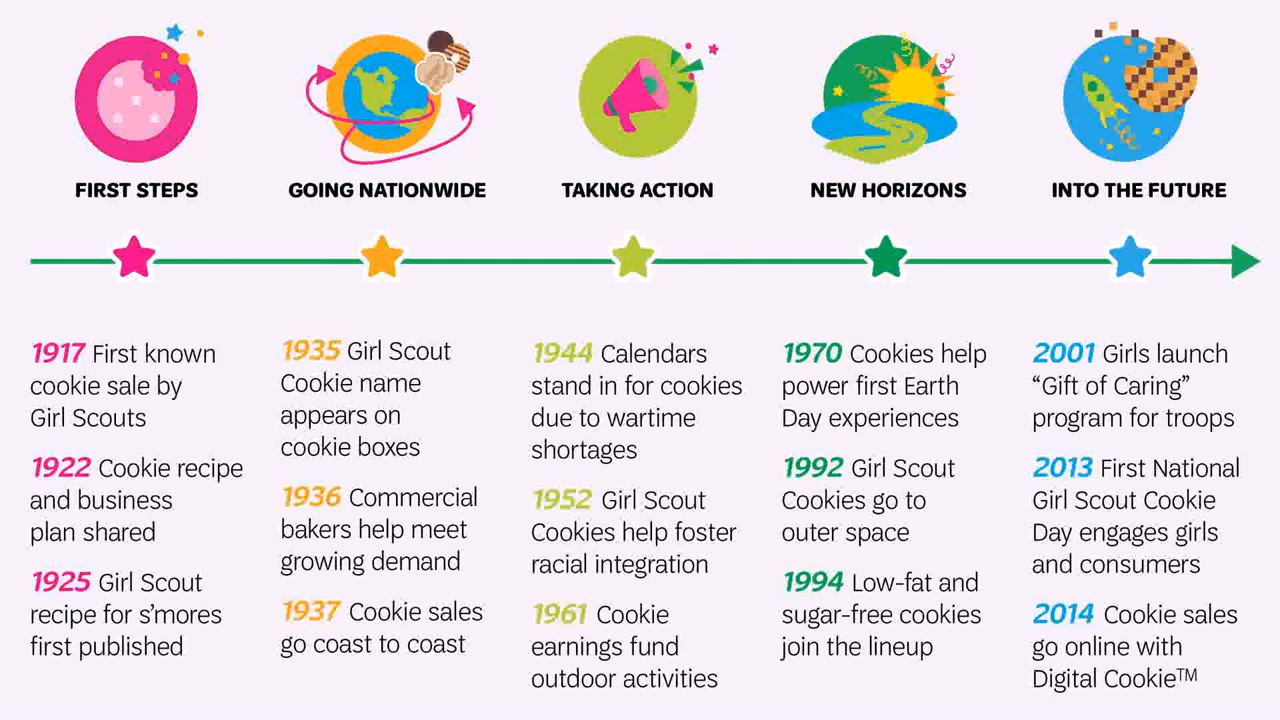 FIRST STEPS
GOING NATIONWIDE
TAKING ACTION
NEW HORIZONS
INTO THE FUTURE
1917 First known
cookie sale by
Girl Scouts
1922 Cookie recipe
and business
plan shared
1925 Girl Scout
recipe for s’mores
first published
1935 Girl Scout
Cookie name
appears on
cookie boxes
1936 Commercial
bakers help meet
growing demand
1937 Cookie sales
go coast to coast
1944 Calendars
stand in for cookies
due to wartime
shortages
1952 Girl Scout
Cookies help foster
racial integration
1961 Cookie
earnings fund
outdoor activities
1970 Cookies help
power first Earth
Day experiences
1992 Girl Scout
Cookies go to
outer space
1994 Low-fat and
sugar-free cookies
join the lineup
2001 Girls launch
“Gift of Caring”
program for troops
2013 First National
Girl Scout Cookie
Day engages girls
and consumers
2014 Cookie sales
go online with
Digital Cookie™